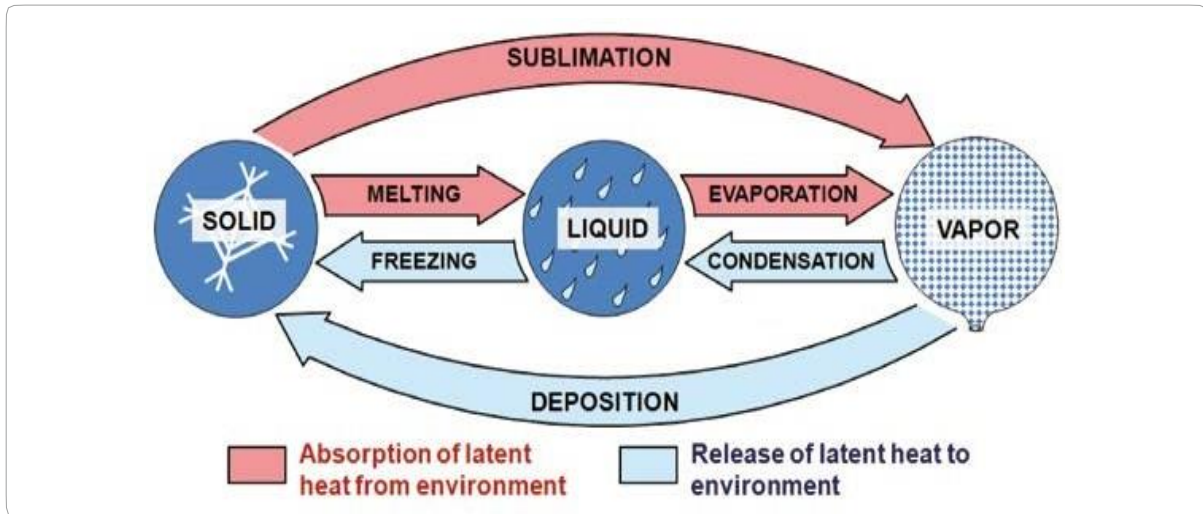 SUBLIMATION
MELTING
EVAPORATION
SOLID
LIQUID
VAPOR
FREEZING
CONDENSATION
DEPOSITION
Absorption of latent
heat from environment
Release of latent heat to
environment